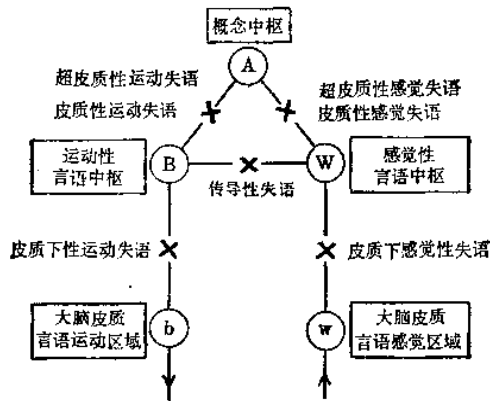 概念中枢
A
超皮质性运动失语
皮质性运动失语
超皮质性感觉失语
皮质性感觉失语
运动性
言语中枢
B
W
感觉性
言语中枢
传导性失语
皮质下性运动失语
皮质下感觉性失语
大脑皮质
言语运动区域
b
w
大脑皮质
言语感觉区域